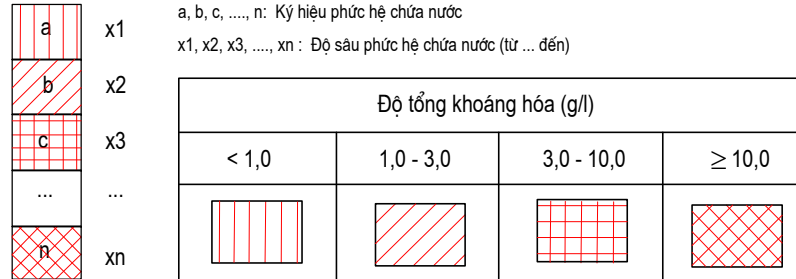 a, b, c, ...., n: Ký hiệu phức hệ chứa nước
x1, x2, x3, ...., xn : Độ sâu phức hệ chứa nước (từ ... đến)
a x1
b x2
c x3
... ...
n xn
Độ tổng khoáng hóa (g/l)
< 1,0 1,0 - 3,0 3,0 - 10,0 ≥ 10,0